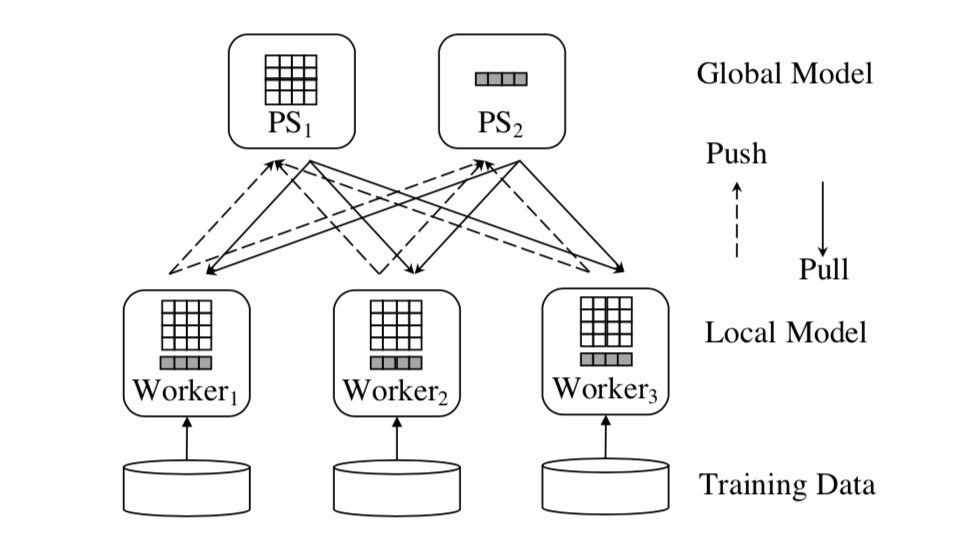 PS₁
PS₂
Global Model
Push
Pull
Worker₁
Worker₂
Worker₃
Local Model
Training Data